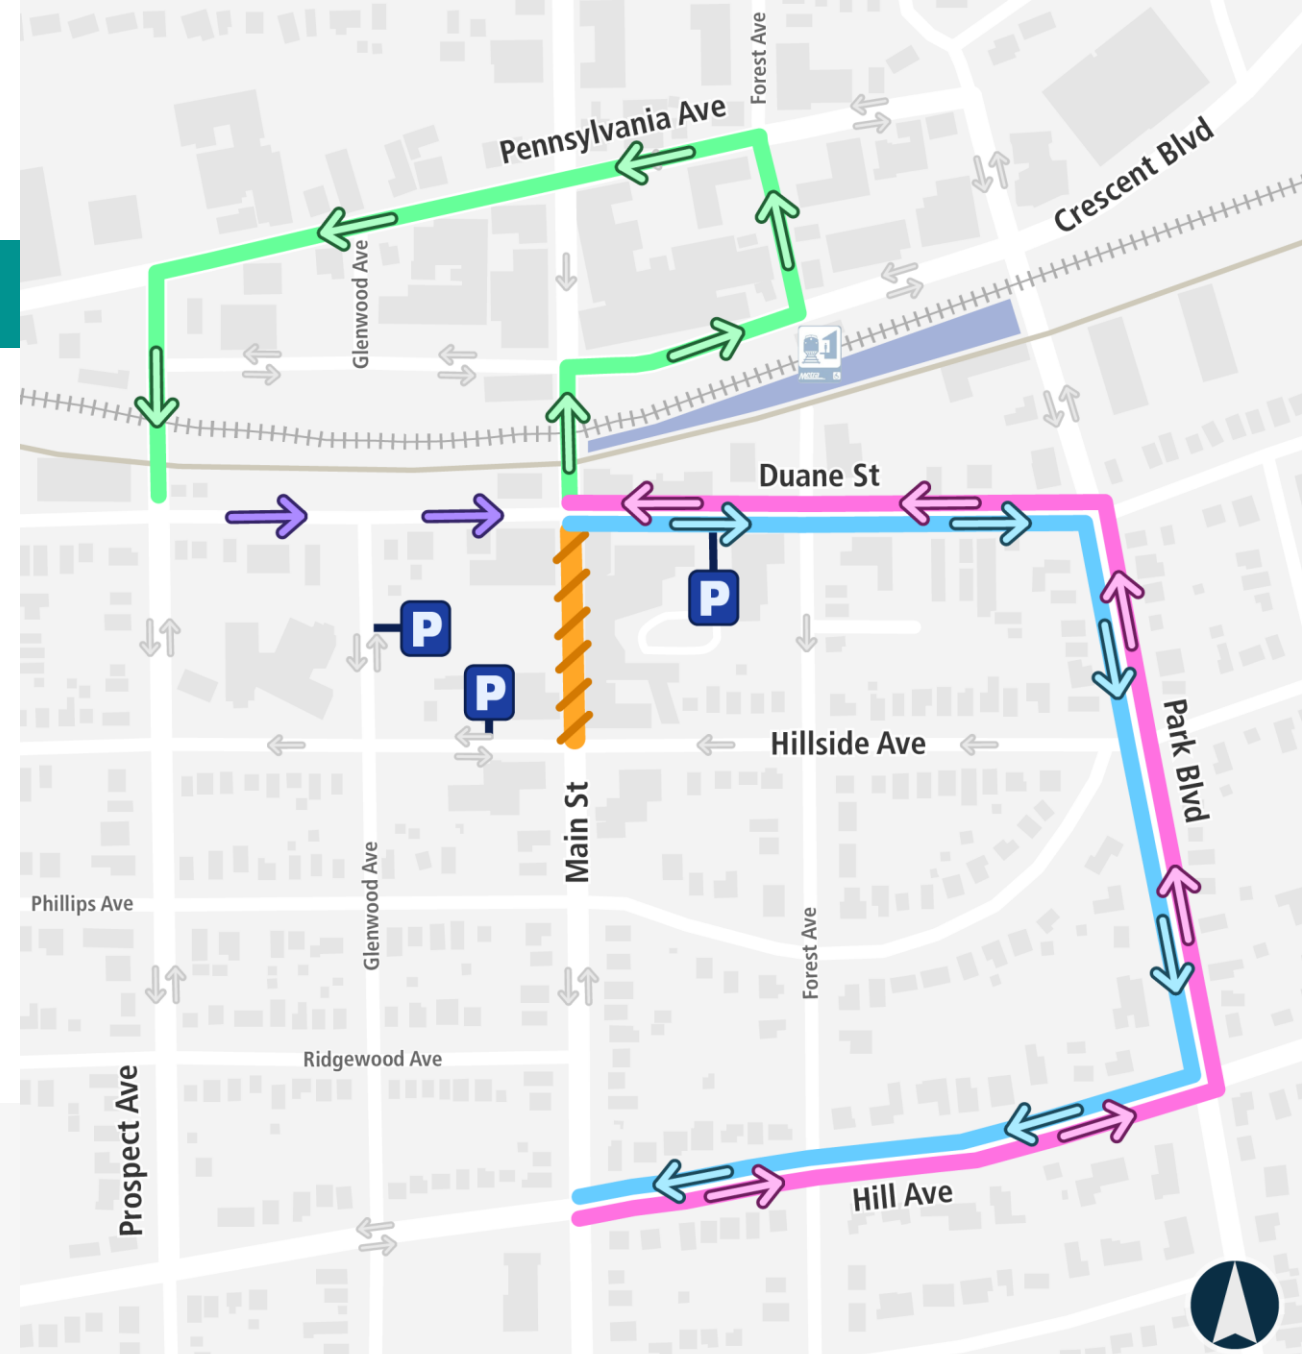 Forest Ave
Pennsylvania Ave
Crescent Blvd
Glenwood Ave
1
Duane St
P
P
P
Hillside Ave
Park Blvd
Main St
Glenwood Ave
Phillips Ave
Forest Ave
Ridgewood Ave
Prospect Ave
Hill Ave